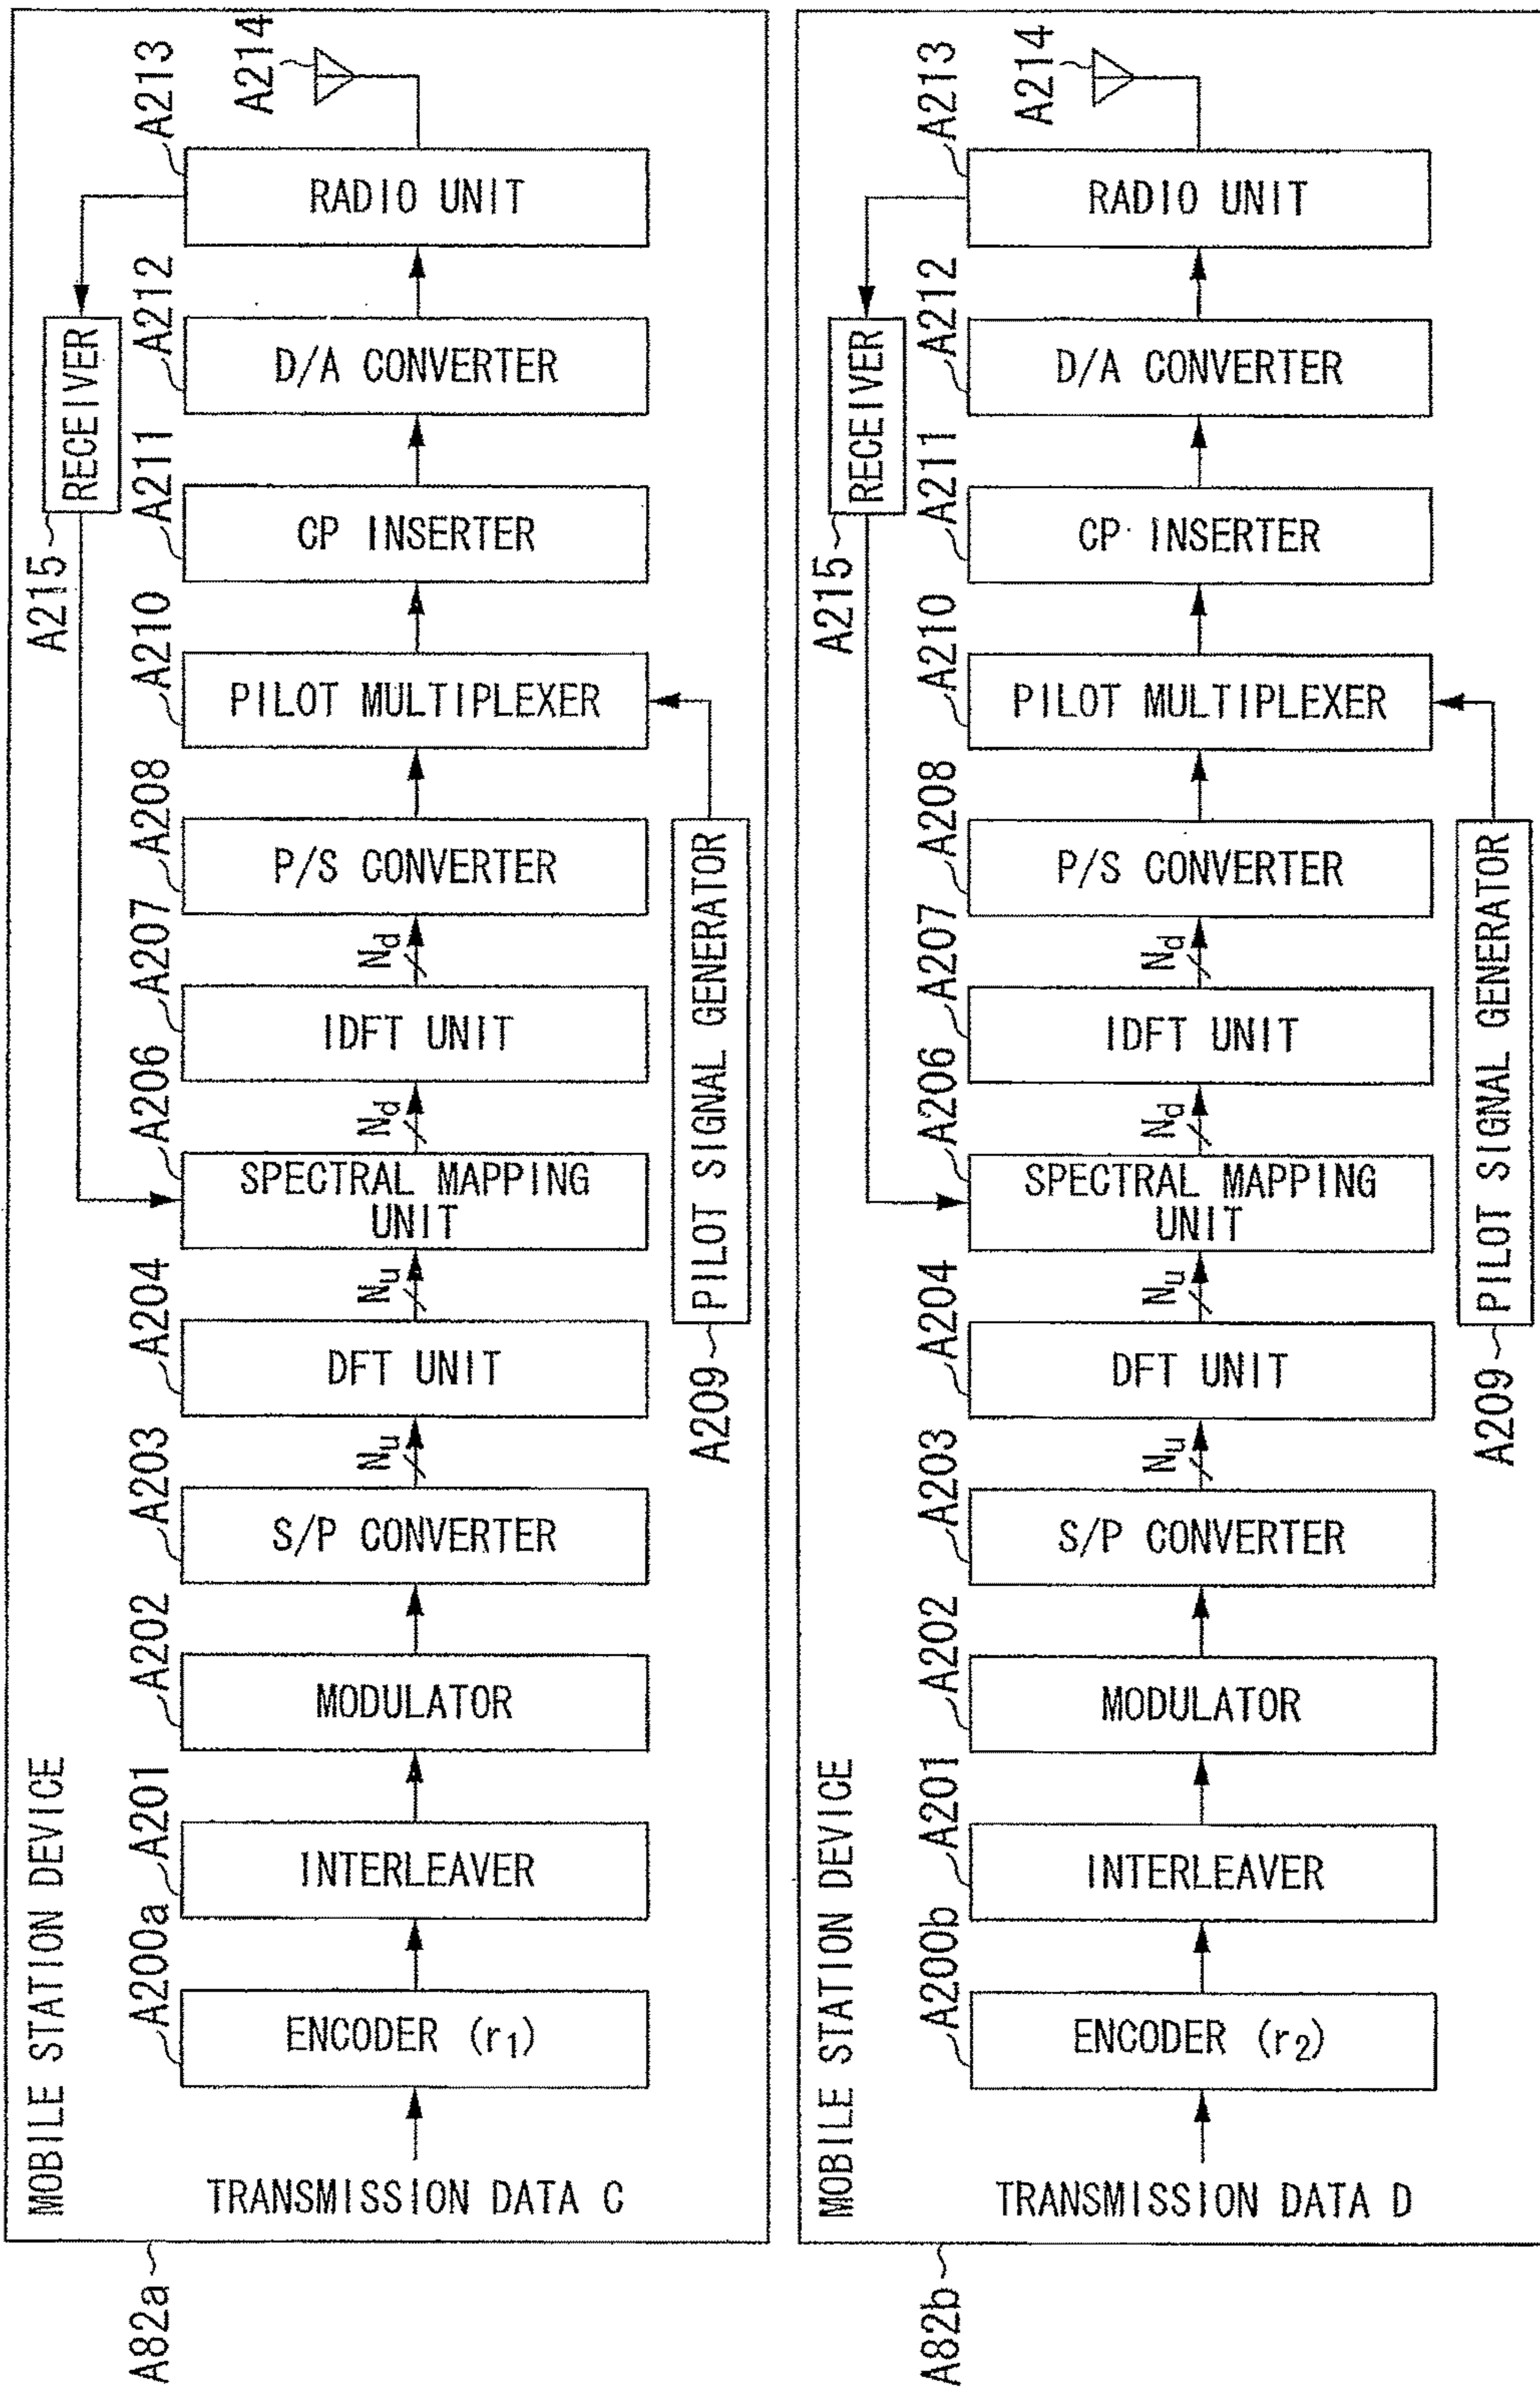 A82a
MOBILE STATION DEVICE
TRANSMISSION DATA C
A200a
ENCODER (r1)
A201
INTERLEAVER
A202
MODULATOR
A203
S/P CONVERTER
Nu
A204
DFT UNIT
Nu
A206
SPECTRAL MAPPING
UNIT
Nd
A207
IDFT UNIT
Nd
A208
P/S CONVERTER
A209
PILOT SIGNAL GENERATOR
A210
PILOT MULTIPLEXER
A211
CP INSERTER
A212
D/A CONVERTER
A213
RADIO UNIT
A214
A215
RECEIVER
A82b
MOBILE STATION DEVICE
TRANSMISSION DATA D
A200b
ENCODER (r2)
A201
INTERLEAVER
A202
MODULATOR
A203
S/P CONVERTER
Nu
A204
DFT UNIT
Nu
A206
SPECTRAL MAPPING
UNIT
Nd
A207
IDFT UNIT
Nd
A208
P/S CONVERTER
A209
PILOT SIGNAL GENERATOR
A210
PILOT MULTIPLEXER
A211
CP INSERTER
A212
D/A CONVERTER
A213
RADIO UNIT
A214
A215
RECEIVER